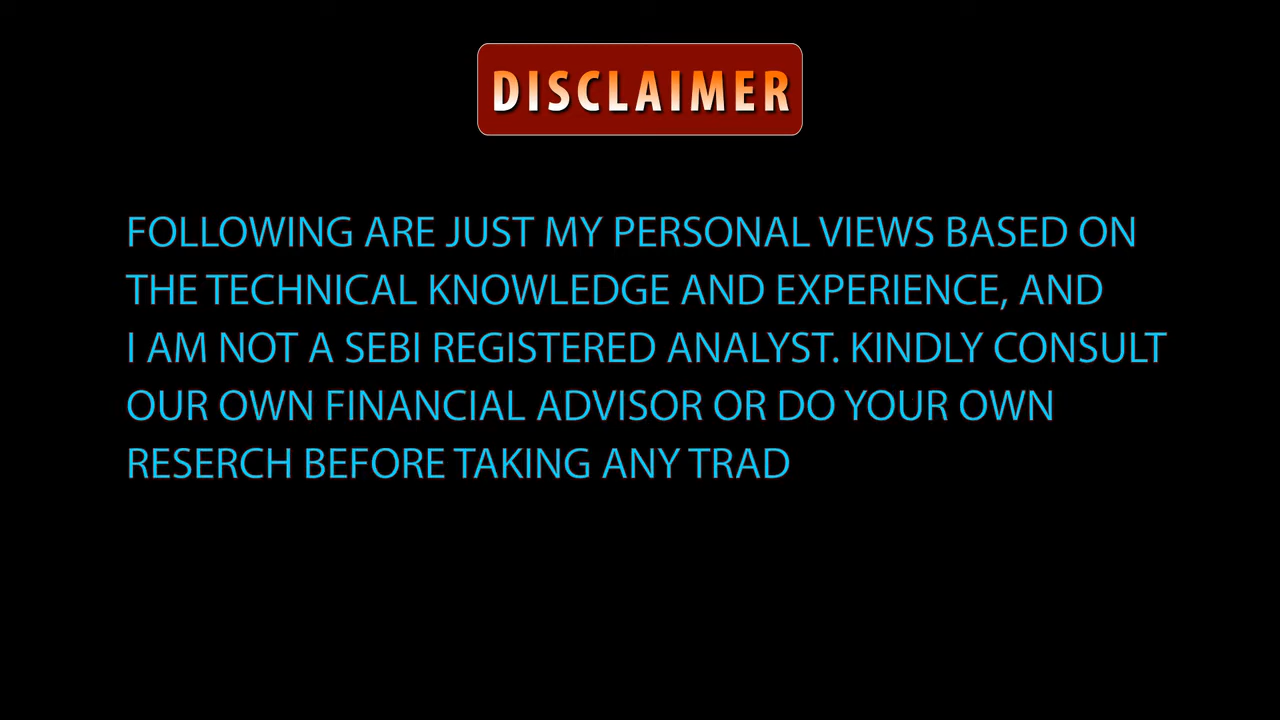 DISCLAIMER
FOLLOWING ARE JUST MY PERSONAL VIEWS BASED ON
THE TECHNICAL KNOWLEDGE AND EXPERIENCE, AND
I AM NOT A SEBI REGISTERED ANALYST. KINDLY CONSULT
OUR OWN FINANCIAL ADVISOR OR DO YOUR OWN
RESERCH BEFORE TAKING ANY TRAD